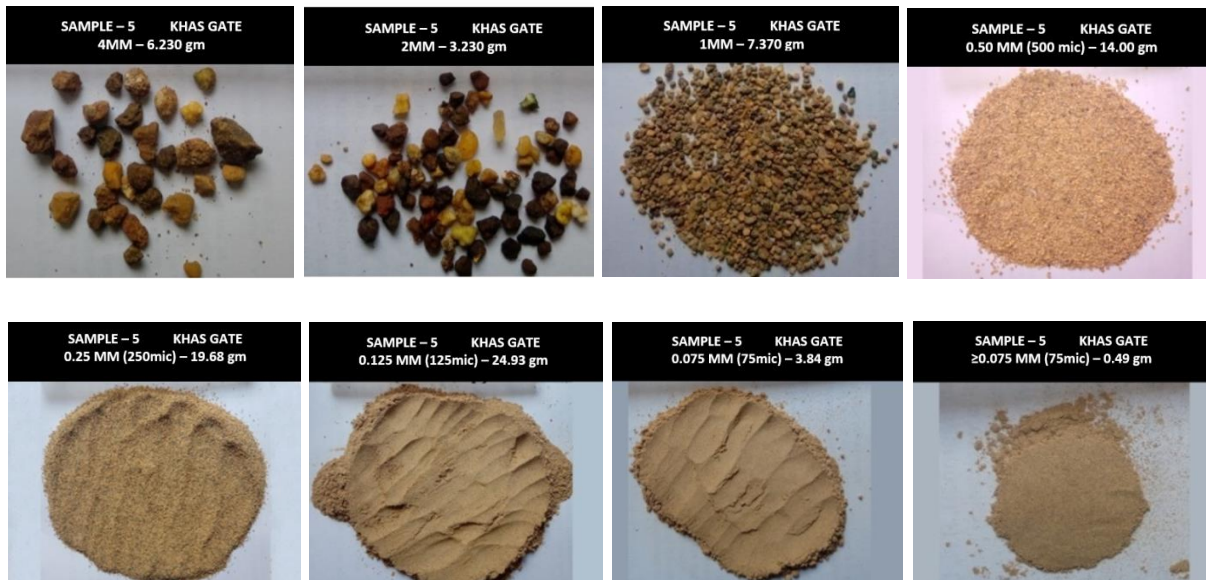 SAMPLE – 5 KHAS GATE
4MM – 6.230 gm
SAMPLE – 5 KHAS GATE
2MM – 3.230 gm
SAMPLE – 5 KHAS GATE
1MM – 7.370 gm
SAMPLE – 5 KHAS GATE
0.50 MM (500 mic) – 14.00 gm
SAMPLE – 5 KHAS GATE
0.25 MM (250mic) – 19.68 gm
SAMPLE – 5 KHAS GATE
0.125 MM (125mic) – 24.93 gm
SAMPLE – 5 KHAS GATE
0.075 MM (75mic) – 3.84 gm
SAMPLE – 5 KHAS GATE
≥0.075 MM (75mic) – 0.49 gm